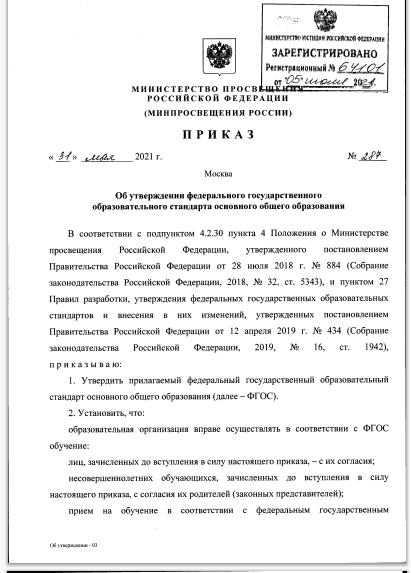 МИНИСТЕРСТВО ЮСТИЦИИ РОССИЙСКОЙ ФЕДЕРАЦИИ
ЗАРЕГИСТРИРОВАНО
Регистрационный № 64101
от "05" июля 2021.
МИНИСТЕРСТВО ПРОСВЕЩЕНИЯ
РОССИЙСКОЙ ФЕДЕРАЦИИ
(МИНПРОСВЕЩЕНИЯ РОССИИ)
ПРИКАЗ
« 31 » мая 2021 г.
№ 287
Москва
Об утверждении федерального государственного
образовательного стандарта основного общего образования
В соответствии с подпунктом 4.2.30 пункта 4 Положения о Министерстве
просвещения Российской Федерации, утвержденного постановлением
Правительства Российской Федерации от 28 июля 2018 г. № 884 (Собрание
законодательства Российской Федерации, 2018, № 32, ст. 5343), и пунктом 27
Правил разработки, утверждения федеральных государственных образовательных
стандартов и внесения в них изменений, утвержденных постановлением
Правительства Российской Федерации от 12 апреля 2019 г. № 434 (Собрание
законодательства Российской Федерации, 2019, № 16, ст. 1942),
приказываю:
1. Утвердить прилагаемый федеральный государственный образовательный
стандарт основного общего образования (далее – ФГОС).
2. Установить, что:
образовательная организация вправе осуществлять в соответствии с ФГОС
обучение:
лиц, зачисленных до вступления в силу настоящего приказа, – с их согласия;
несовершеннолетних обучающихся, зачисленных до вступления в силу
настоящего приказа, с согласия их родителей (законных представителей);
прием на обучение в соответствии с федеральным государственным
Об утверждении - 03